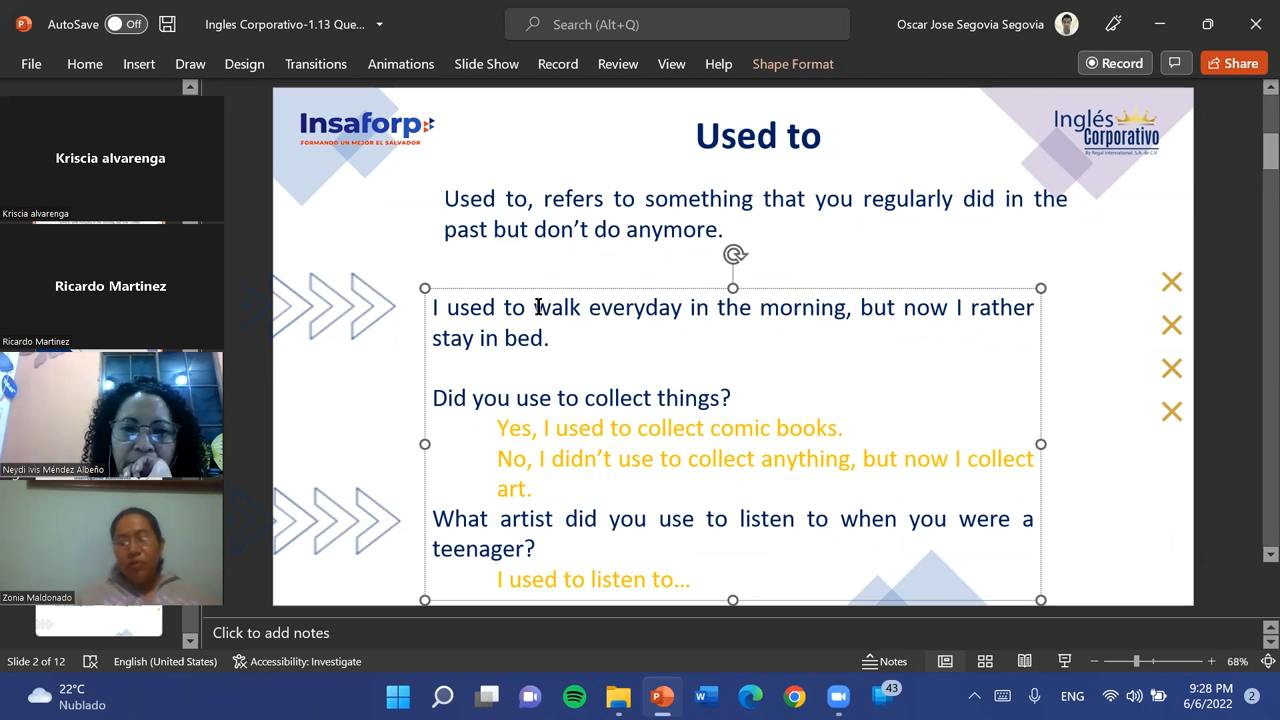 AutoSave Off Ingles Corporativo-1.13 Que... Search (Alt+Q) Oscar Jose Segovia Segovia
File Home Insert Draw Design Transitions Animations Slide Show Record Review View Help Shape Format Record Share
Kriscia alvarenga
Kriscia alvarenga
Ricardo Martinez
Ricardo Martinez
Neydi Ivis Méndez Albeño
Zonia Maldonado
Insaforp
FORMANDO UN MEJOR EL SALVADOR
Used to
Inglés
Corporativo
By Regal International, S.A. de C.V.
Used to, refers to something that you regularly did in the
past but don't do anymore.
I used to walk everyday in the morning, but now I rather
stay in bed.
Did you use to collect things?
Yes, I used to collect comic books.
No, I didn't use to collect anything, but now I collect
art.
What artist did you use to listen to when you were a
teenager?
I used to listen to...
Click to add notes
Slide 2 of 12 English (United States) Accessibility: Investigate Notes 68%
22°C
Nublado
43
ENG
9:28 PM
6/6/2022
2